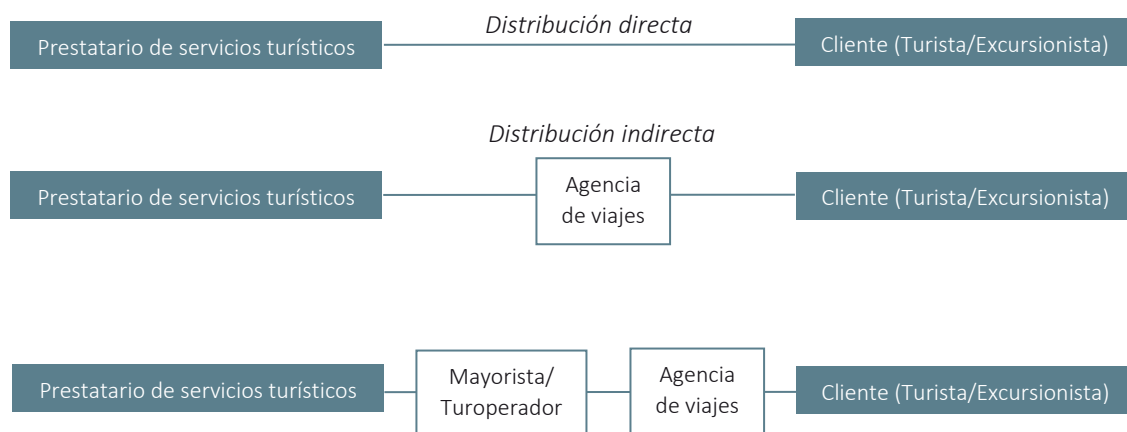 Distribución directa
Prestatario de servicios turísticos
Cliente (Turista/Excursionista)
Distribución indirecta
Prestatario de servicios turísticos
Agencia
de viajes
Cliente (Turista/Excursionista)
Prestatario de servicios turísticos
Mayorista/
Turoperador
Agencia
de viajes
Cliente (Turista/Excursionista)